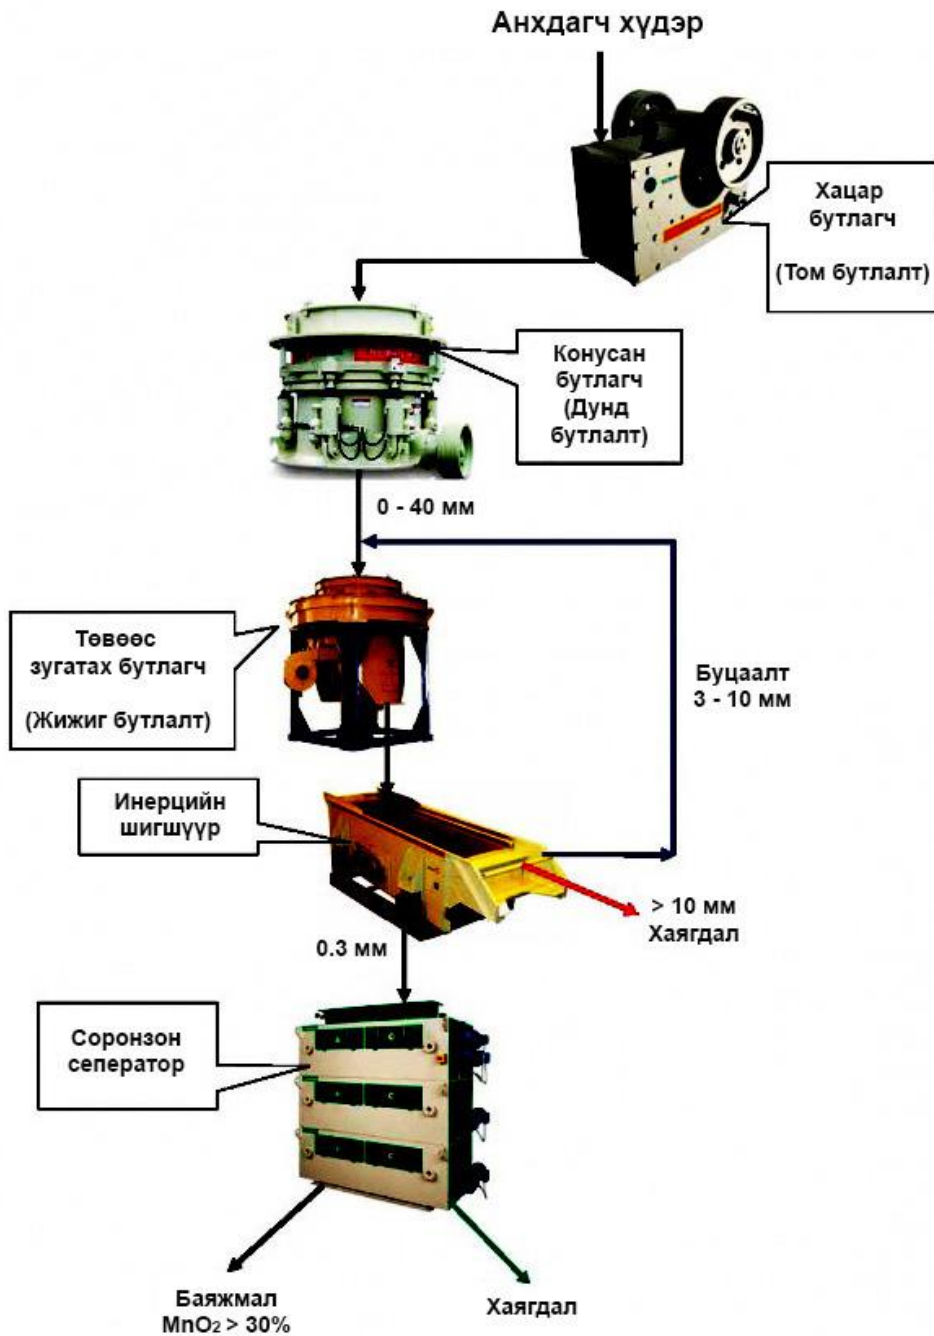 Анхдагч хүдэр
Хацар
бутлагч
(Том бутлалт)
Конусан
бутлагч
(Дунд
бутлалт)
0 - 40 мм
Төвөөс
зугатах бутлагч
(Жижиг бутлалт)
Буцаалт
3 - 10 мм
Инерцийн
шигшүүр
> 10 мм
Хаягдал
0.3 мм
Соронзон
сеператор
Баяжмал
MnO₂ > 30%
Хаягдал